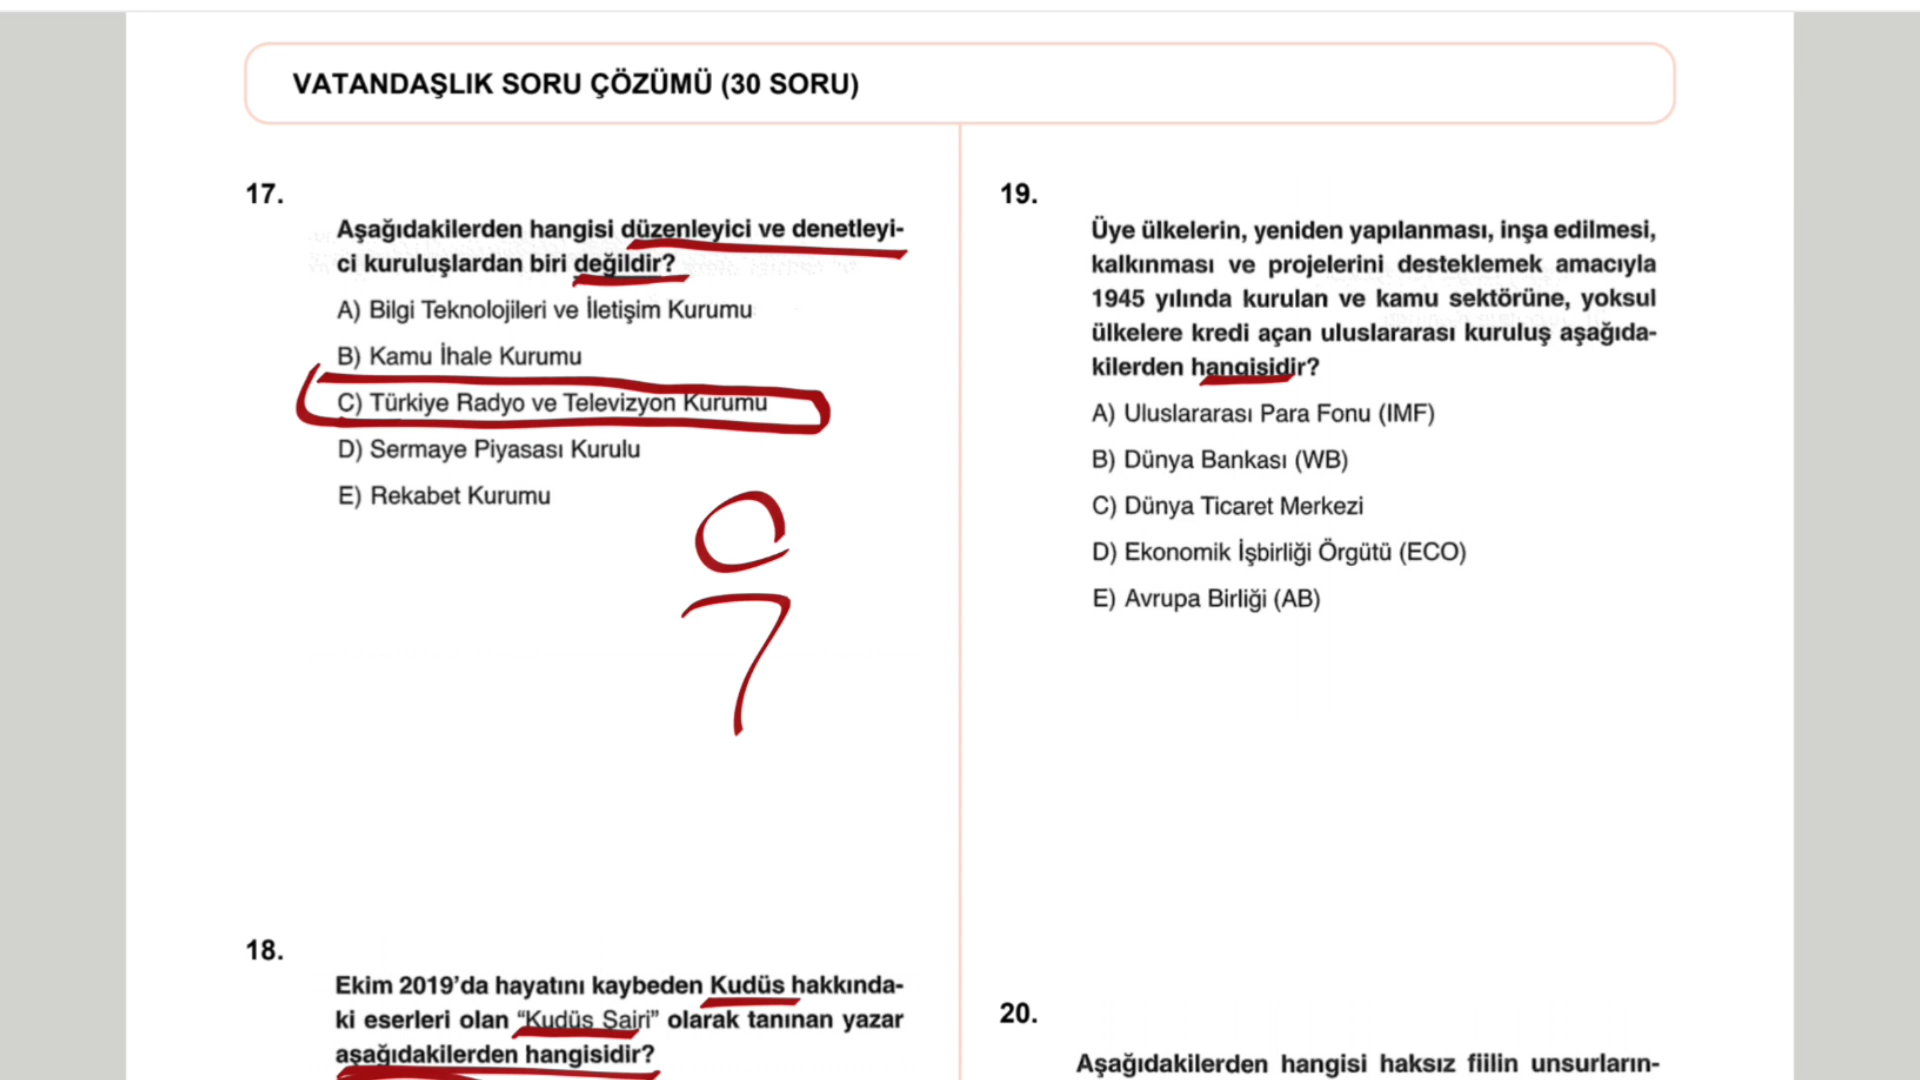 VATANDAŞLIK SORU ÇÖZÜMÜ (30 SORU)
17.
Aşağıdakilerden hangisi düzenleyici ve denetleyi-
ci kuruluşlardan biri değildir?
A) Bilgi Teknolojileri ve İletişim Kurumu
B) Kamu İhale Kurumu
C) Türkiye Radyo ve Televizyon Kurumu
D) Sermaye Piyasası Kurulu
E) Rekabet Kurumu
7
18.
Ekim 2019’da hayatını kaybeden Kudüs hakkında-
ki eserleri olan “Kudüs Şairi” olarak tanınan yazar
aşağıdakilerden hangisidir?
19.
Üye ülkelerin, yeniden yapılanması, inşa edilmesi,
kalkınması ve projelerini desteklemek amacıyla
1945 yılında kurulan ve kamu sektörüne, yoksul
ülkelere kredi açan uluslararası kuruluş aşağıda-
kilerden hangisidir?
A) Uluslararası Para Fonu (IMF)
B) Dünya Bankası (WB)
C) Dünya Ticaret Merkezi
D) Ekonomik İşbirliği Örgütü (ECO)
E) Avrupa Birliği (AB)
20.
Aşağıdakilerden hangisi haksız fiilin unsurların-